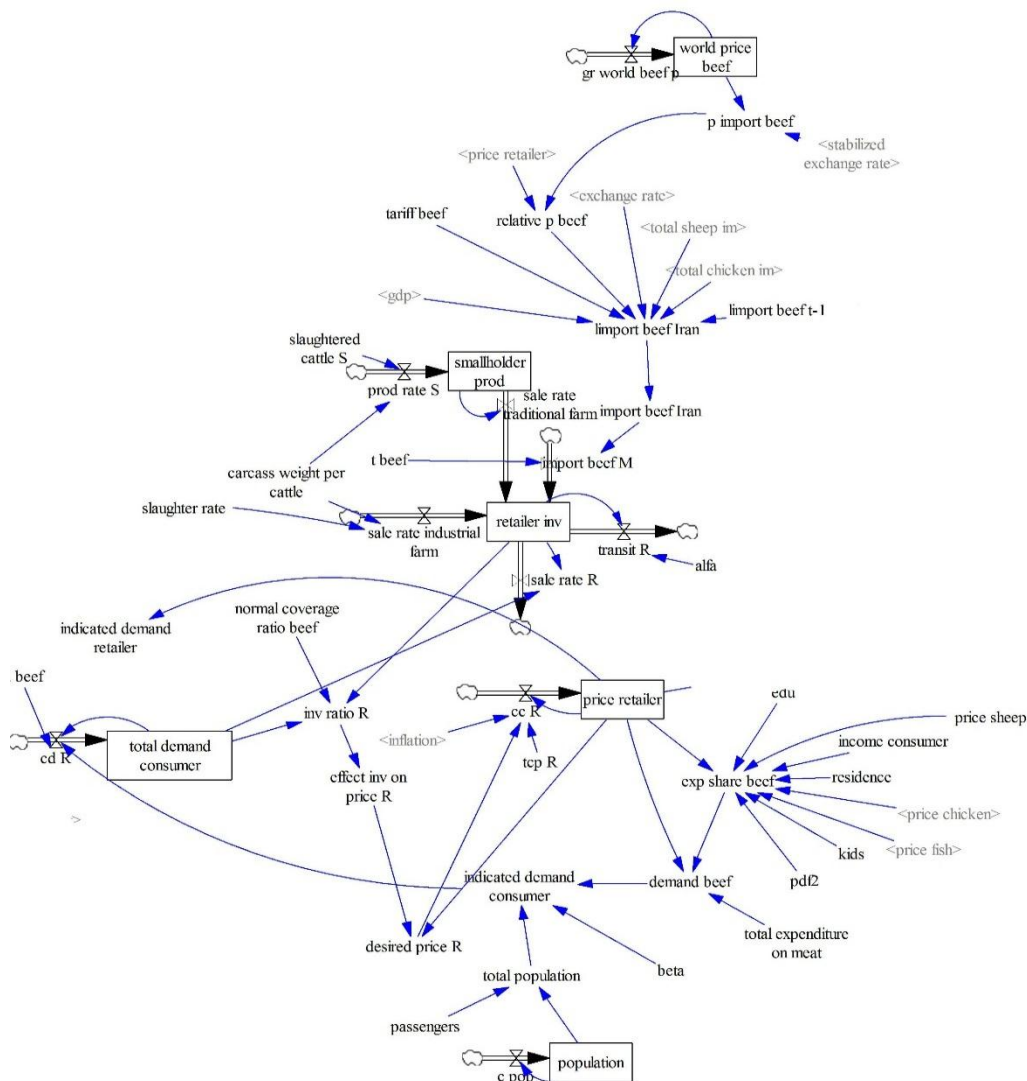 world price
beef
gr world beef p
p import beef
<stabilized
exchange rate>
<price retailer>
<exchange rate>
tariff beef
relative p beef
<total sheep im>
<total chicken im>
<gdp>
limport beef Iran
limport beef t-1
slaughtered
cattle S
smallholder
prod
prod rate S
sale rate
traditional farm
import beef Iran
t beef
import beef M
carcass weight per
cattle
slaughter rate
retailer inv
sale rate industrial
farm
transit R
alfa
sale rate R
normal coverage
ratio beef
indicated demand
retailer
beef
inv ratio R
price retailer
cc R
edu
price sheep
<inflation>
tcp R
income consumer
total demand
consumer
cd R
exp share beef
residence
effect inv on
price R
<price chicken>
>
kids
<price fish>
pdf2
indicated demand
consumer
demand beef
desired price R
total expenditure
on meat
total population
beta
passengers
population
c pop